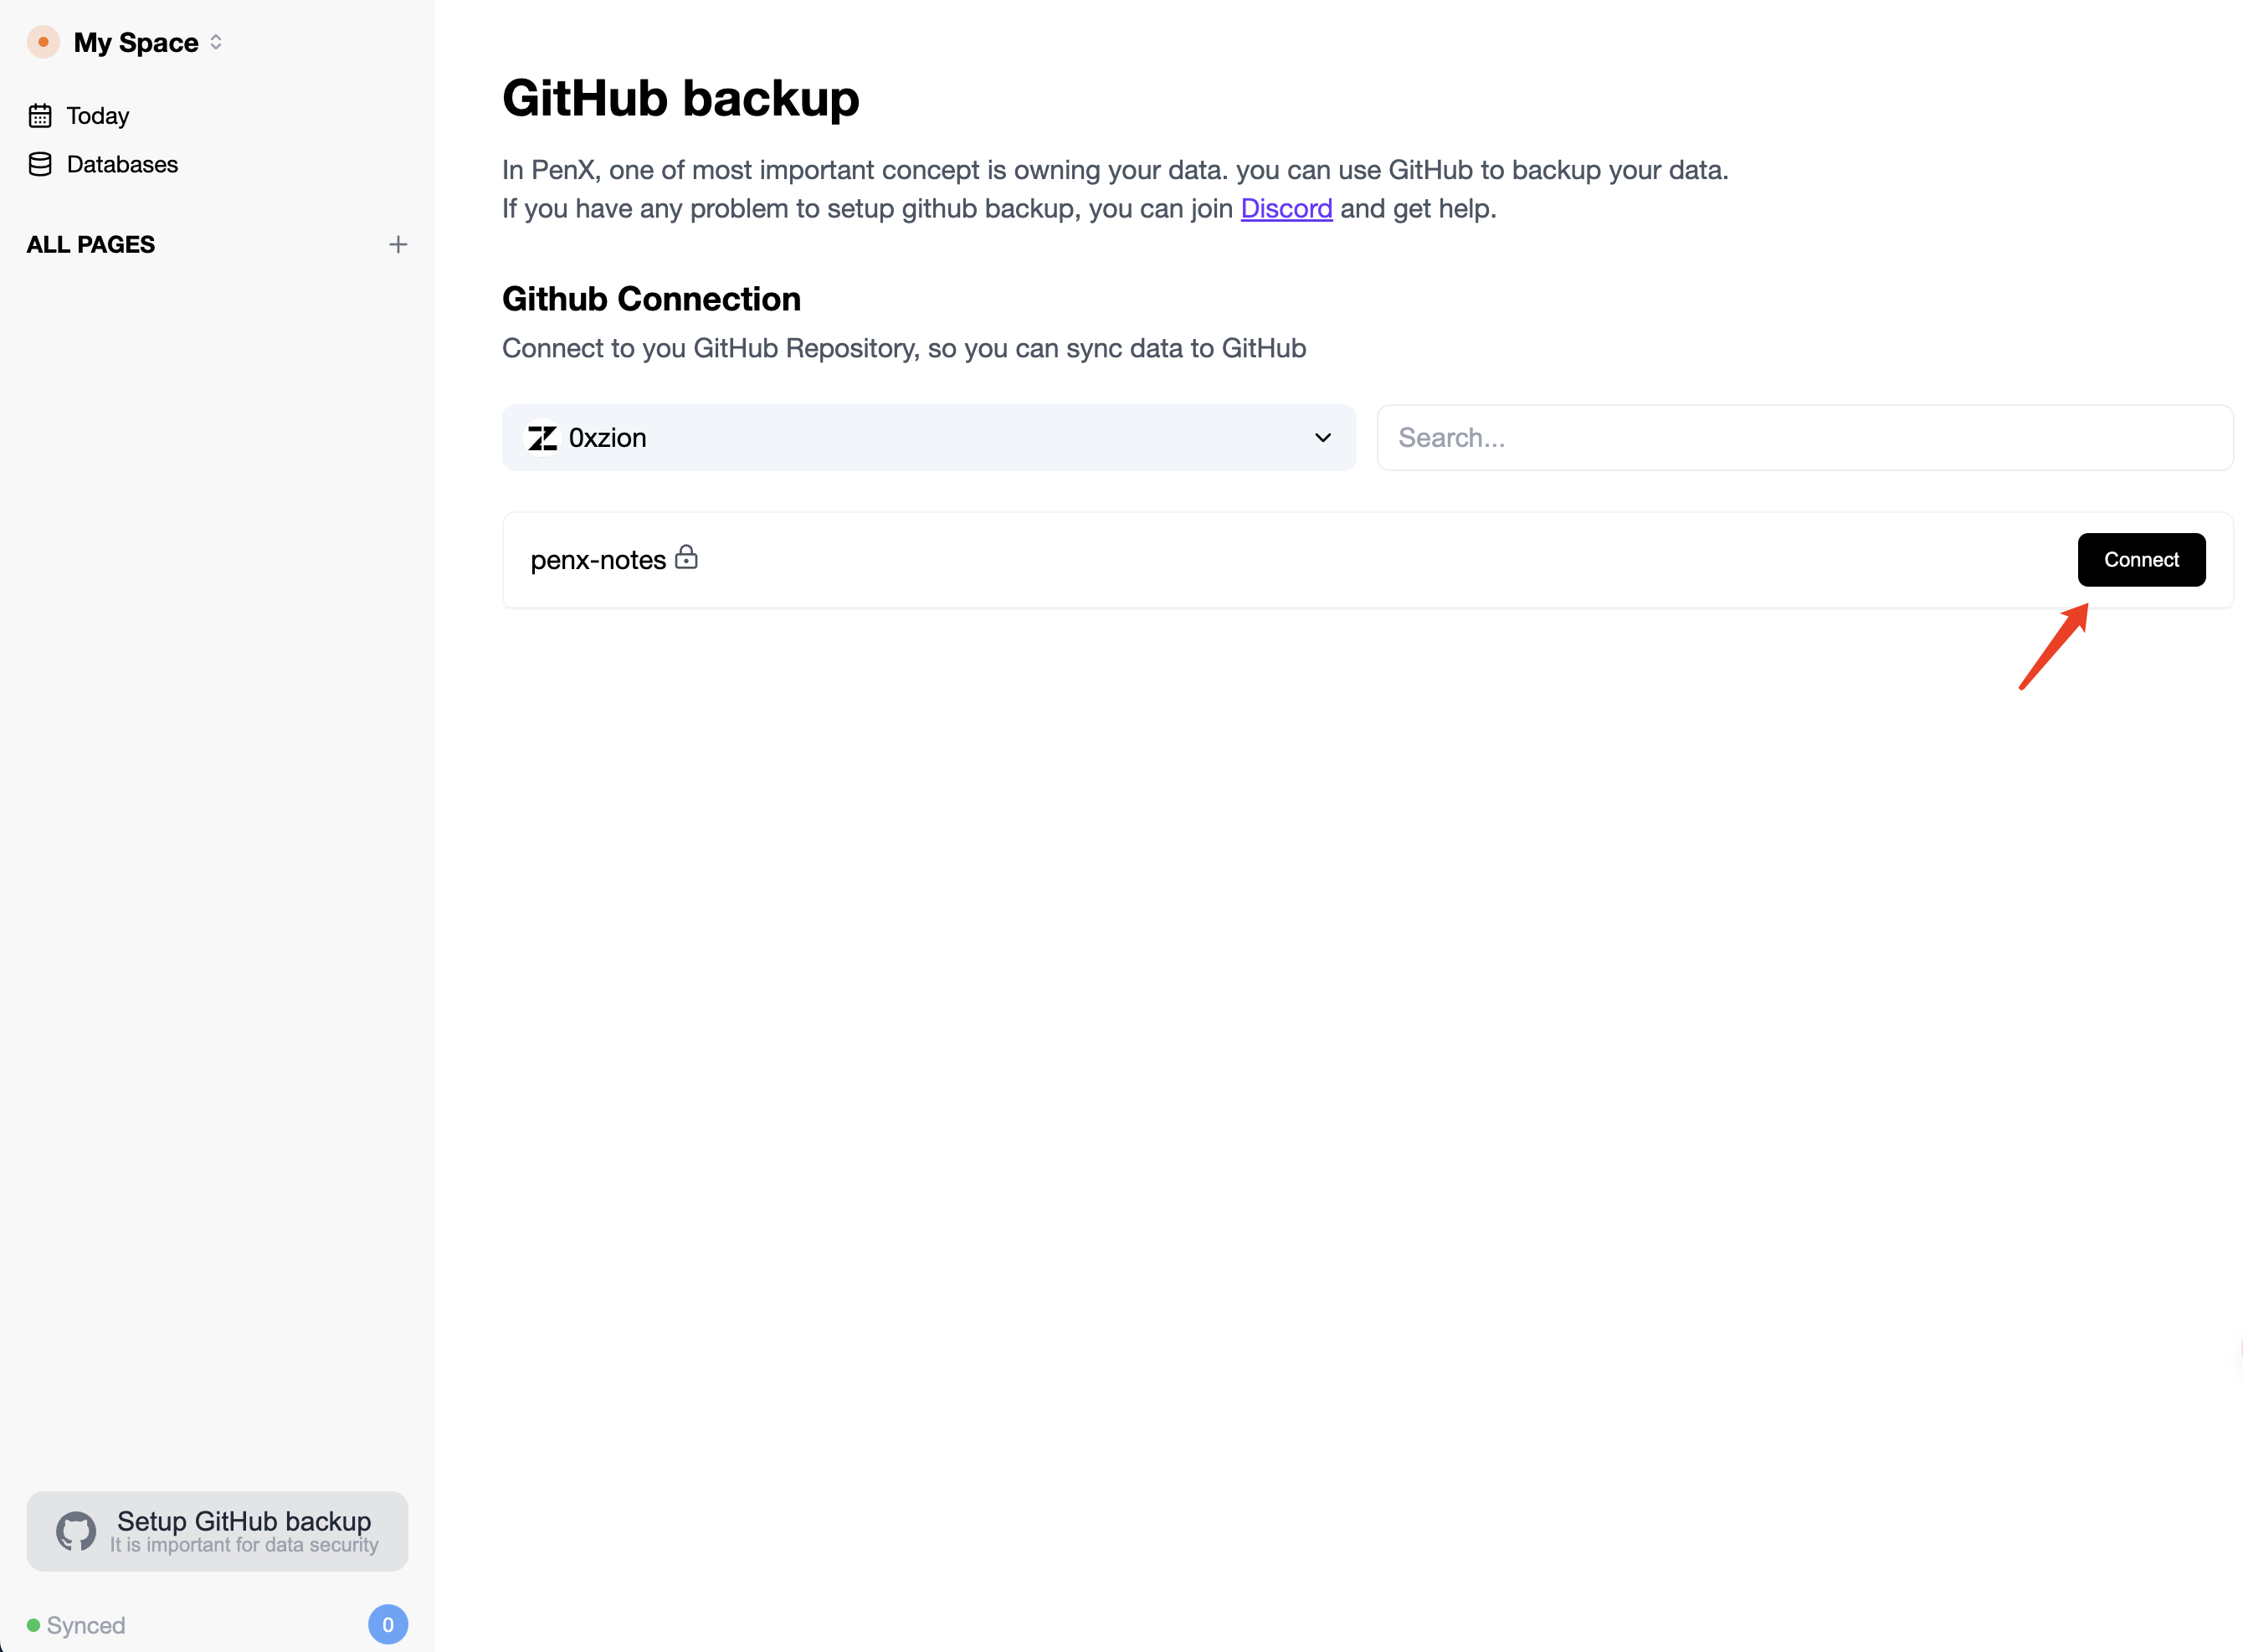 My Space
Today
Databases
ALL PAGES
GitHub backup
In PenX, one of most important concept is owning your data. you can use GitHub to backup your data.
If you have any problem to setup github backup, you can join Discord and get help.
Github Connection
Connect to you GitHub Repository, so you can sync data to GitHub
0xzion
Search...
penx-notes
Connect
Setup GitHub backup
It is important for data security
Synced
0